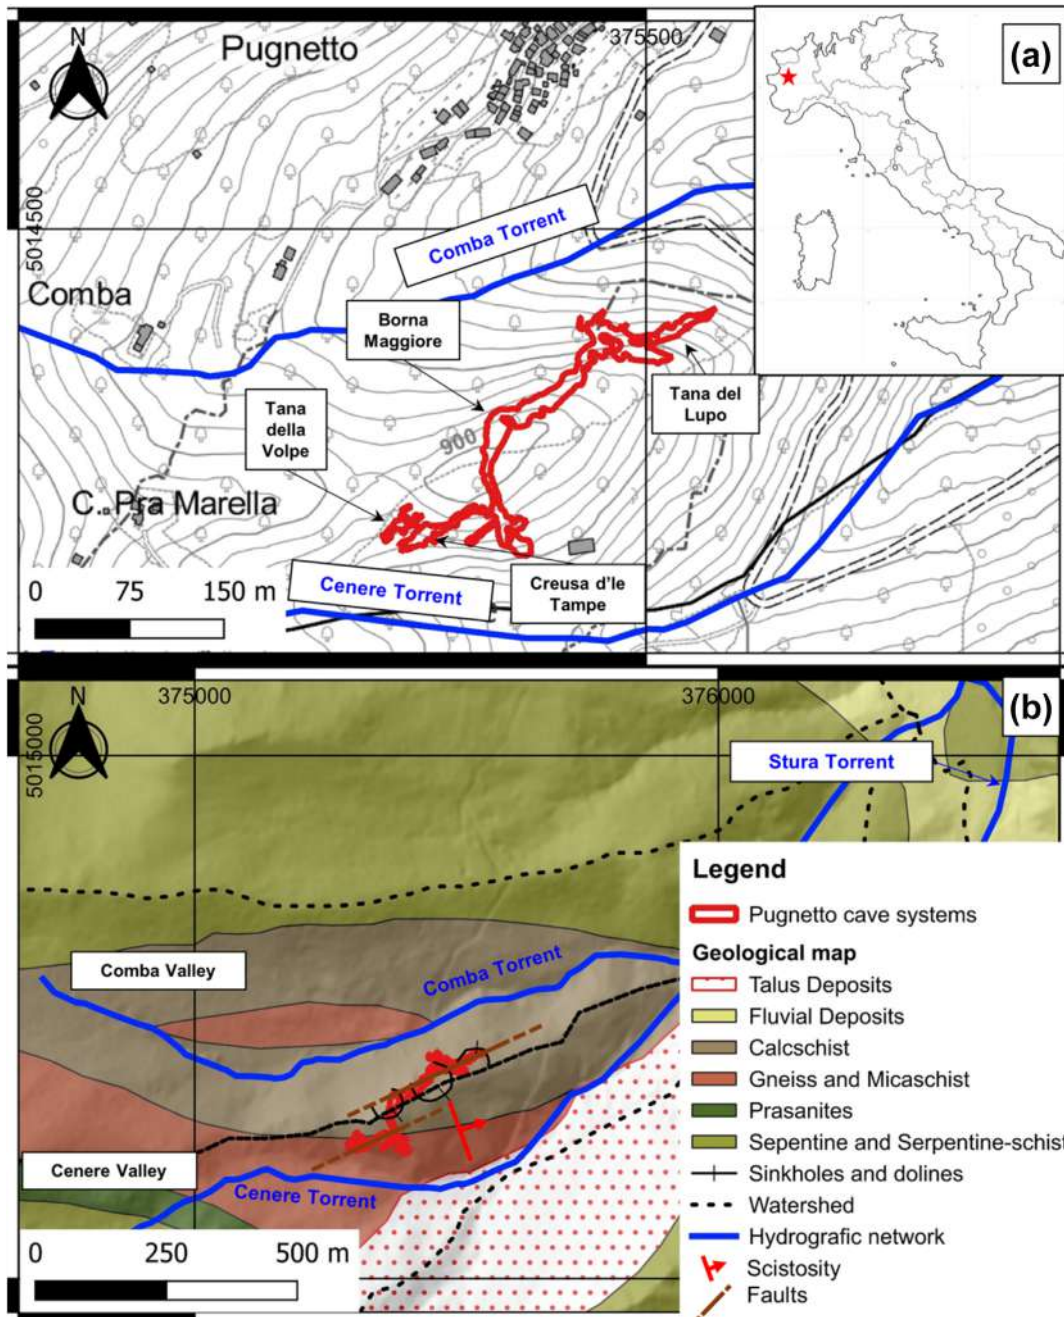 N
Pugnetto
375500
(a)
5014500
Comba Torrent
Comba
Borna
Maggiore
Tana
della
Volpe
Tana del
Lupo
900
C. Pra Marella
0 75 150 m
Cenere Torrent
Creusa d'le
Tampe
N
375000
376000
(b)
5015000
Stura Torrent
Comba Valley
Comba Torrent
Cenere Valley
Cenere Torrent
0 250 500 m
Legend
Pugnetto cave systems
Geological map
Talus Deposits
Fluvial Deposits
Calcschist
Gneiss and Micaschist
Prasanites
Sepentine and Serpentine-schist
Sinkholes and dolines
Watershed
Hydrografic network
Scistosity
Faults